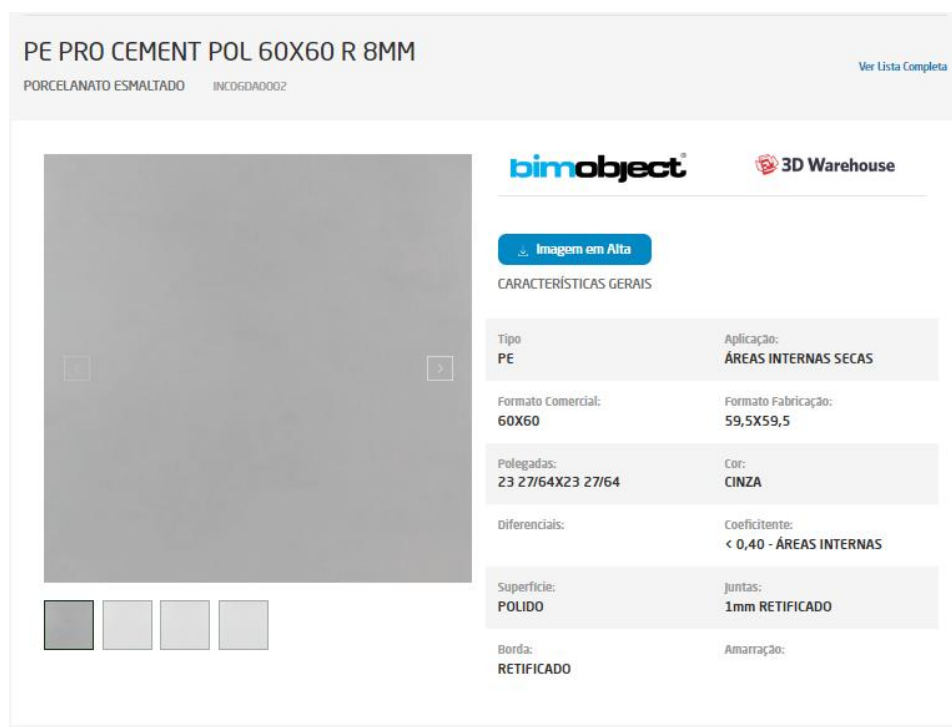 PE PRO CEMENT POL 60X60 R 8MM
PORCELANATO ESMALTADO INC06DA0002
Ver Lista Completa
bimobject®
3D Warehouse
Imagem em Alta
CARACTERÍSTICAS GERAIS
Tipo
PE
Aplicação:
ÁREAS INTERNAS SECAS
Formato Comercial:
60X60
Formato Fabricação:
59,5X59,5
Polegadas:
23 27/64X23 27/64
Cor:
CINZA
Diferenciais:
Coeficitente:
< 0,40 - ÁREAS INTERNAS
Superfície:
POLIDO
Juntas:
1mm RETIFICADO
Borda:
RETIFICADO
Amarração: